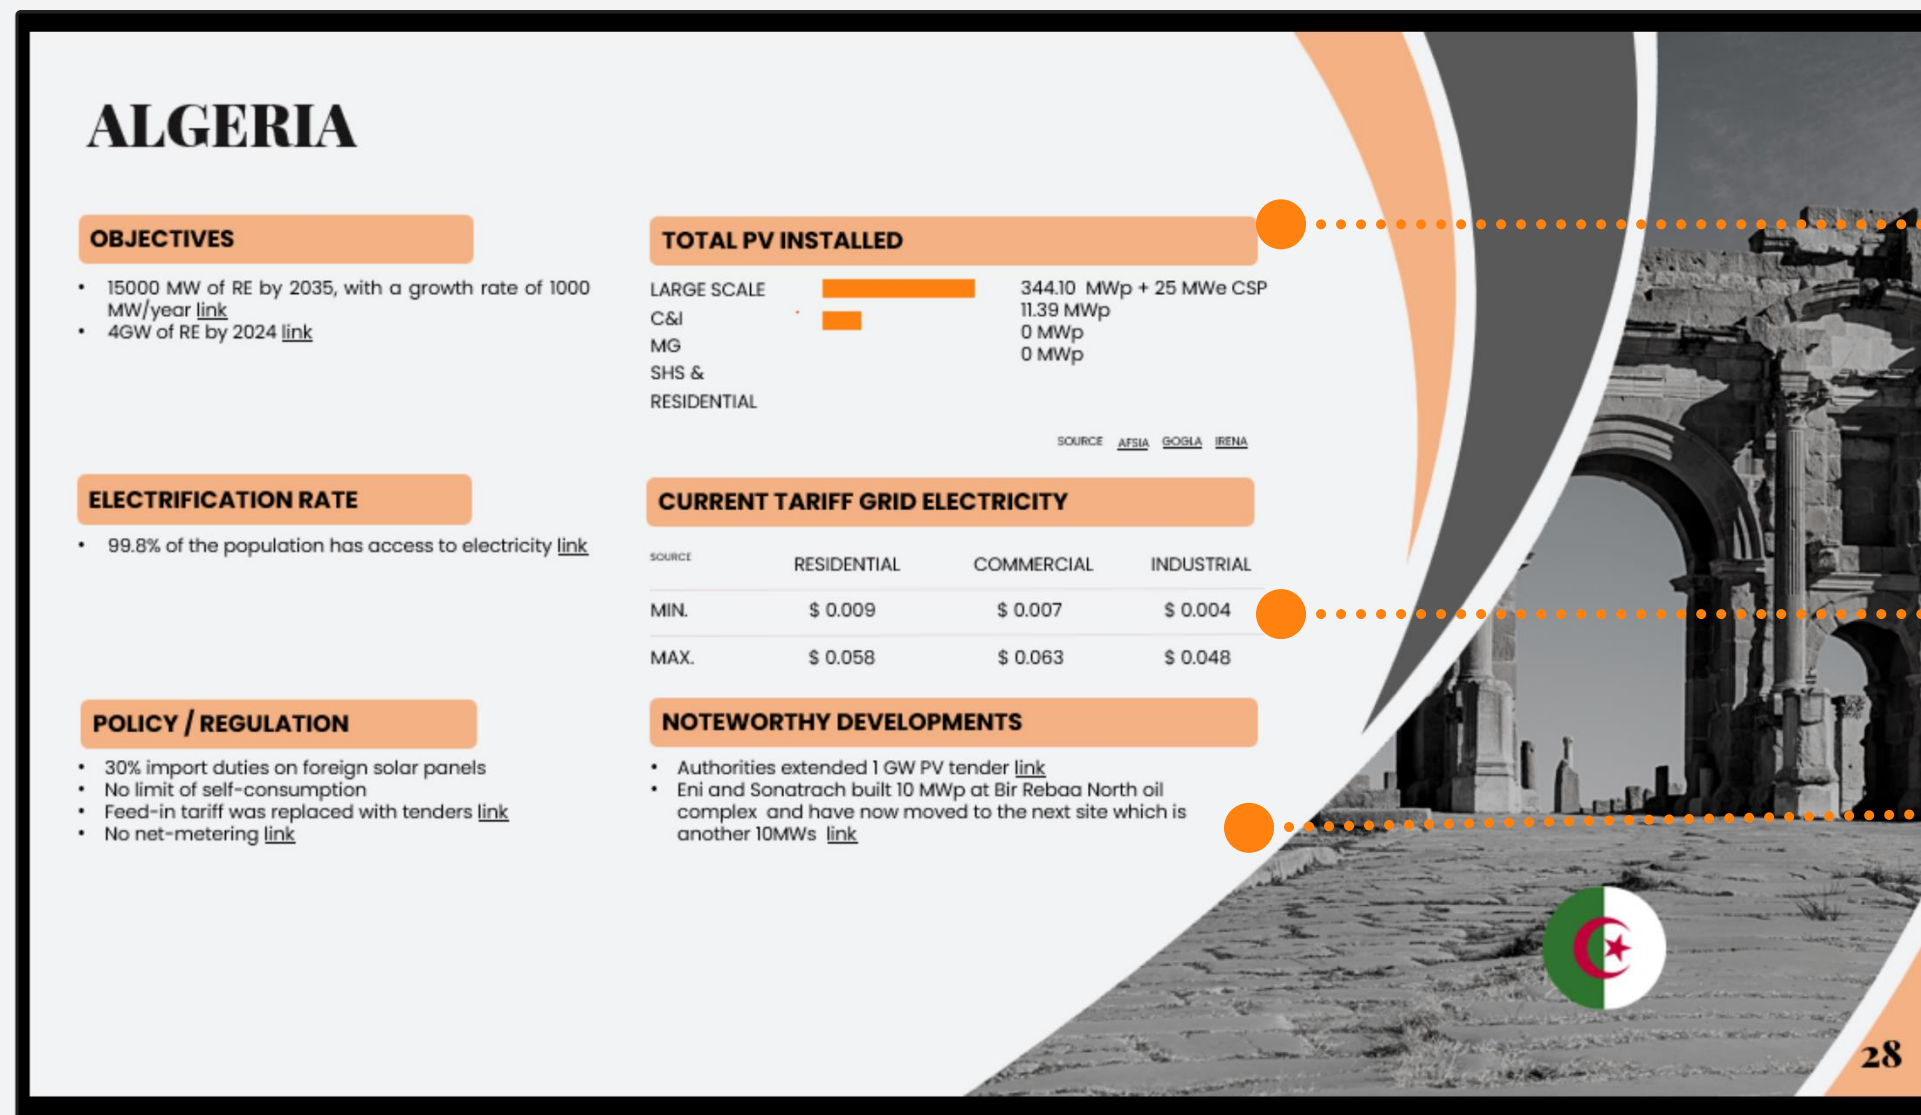 ALGERIA
OBJECTIVES
• 15000 MW of RE by 2035, with a growth rate of 1000
MW/year link
• 4GW of RE by 2024 link
ELECTRIFICATION RATE
• 99.8% of the population has access to electricity link
POLICY / REGULATION
• 30% import duties on foreign solar panels
• No limit of self-consumption
• Feed-in tariff was replaced with tenders link
• No net-metering link
TOTAL PV INSTALLED
LARGE SCALE 344.10 MWp + 25 MWe CSP
C&I 11.39 MWp
MG 0 MWp
SHS & 0 MWp
RESIDENTIAL
SOURCE AFSIA GOGLA IRENA
CURRENT TARIFF GRID ELECTRICITY
SOURCE RESIDENTIAL COMMERCIAL INDUSTRIAL
MIN. $ 0.009 $ 0.007 $ 0.004
MAX. $ 0.058 $ 0.063 $ 0.048
NOTEWORTHY DEVELOPMENTS
• Authorities extended 1 GW PV tender link
• Eni and Sonatrach built 10 MWp at Bir Rebaa North oil
complex and have now moved to the next site which is
another 10MWs link
28